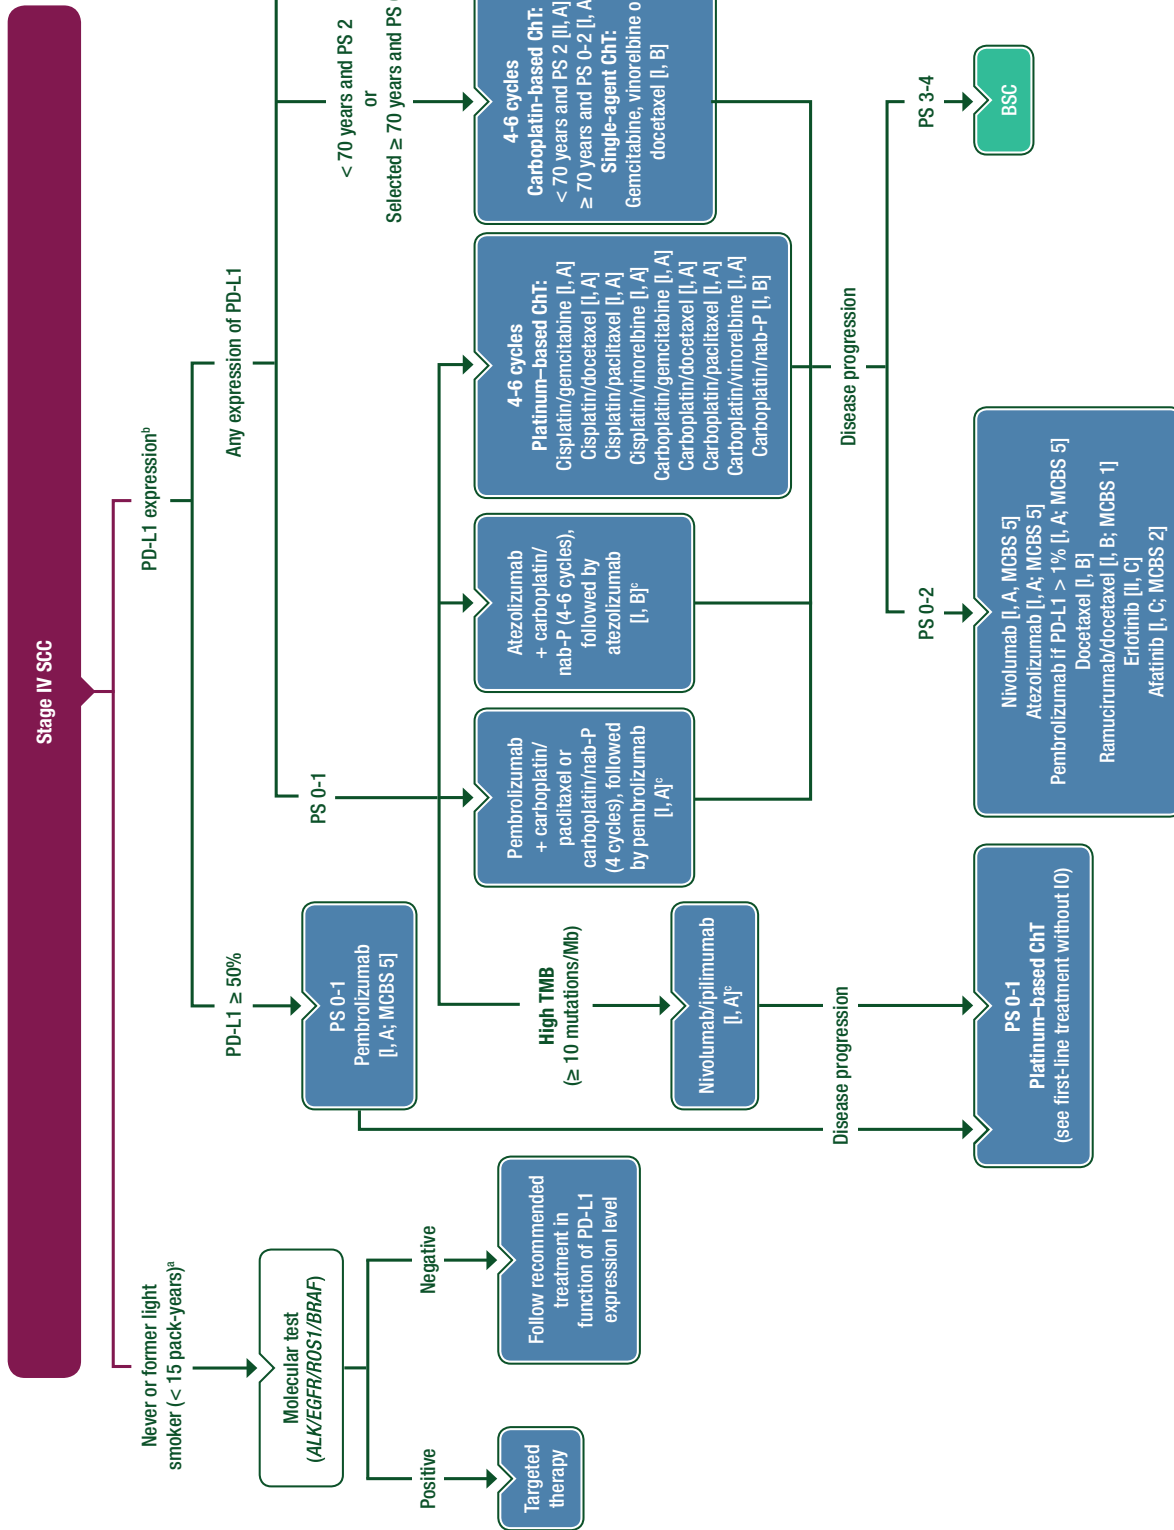 Stage IV SCC
Never or former light
smoker (< 15 pack-years)ᵃ
Molecular test
(ALK/EGFR/ROS1/BRAF)
Positive
Negative
Targeted
therapy
Follow recommended
treatment in
function of PD-L1
expression level
PD-L1 expressionᵇ
PD-L1 ≥ 50%
Any expression of PD-L1
PS 0-1
Pembrolizumab
[I, A; MCBS 5]
PS 0-1
< 70 years and PS 2
or
Selected ≥ 70 years and PS
High TMB
(≥ 10 mutations/Mb)
Nivolumab/ipilimumab
[I, A]ᶜ
Pembrolizumab
+ carboplatin/
paclitaxel or
carboplatin/nab-P
(4 cycles), followed
by pembrolizumab
[I, A]ᶜ
Atezolizumab
+ carboplatin/
nab-P (4-6 cycles),
followed by
atezolizumab
[I, B]ᶜ
4-6 cycles
Platinum–based ChT:
Cisplatin/gemcitabine [I, A]
Cisplatin/docetaxel [I, A]
Cisplatin/paclitaxel [I, A]
Cisplatin/vinorelbine [I, A]
Carboplatin/gemcitabine [I, A]
Carboplatin/docetaxel [I, A]
Carboplatin/paclitaxel [I, A]
Carboplatin/vinorelbine [I, A]
Carboplatin/nab-P [I, B]
4-6 cycles
Carboplatin-based ChT:
< 70 years and PS 2 [II, A]
≥ 70 years and PS 0-2 [I, A
Single-agent ChT:
Gemcitabine, vinorelbine o
docetaxel [I, B]
Disease progression
Disease progression
PS 0-1
Platinum–based ChT
(see first-line treatment without IO)
PS 0-2
PS 3-4
Nivolumab [I, A, MCBS 5]
Atezolizumab [I, A; MCBS 5]
Pembrolizumab if PD-L1 > 1% [I, A; MCBS 5]
Docetaxel [I, B]
Ramucirumab/docetaxel [I, B; MCBS 1]
Erlotinib [II, C]
Afatinib [I, C; MCBS 2]
BSC